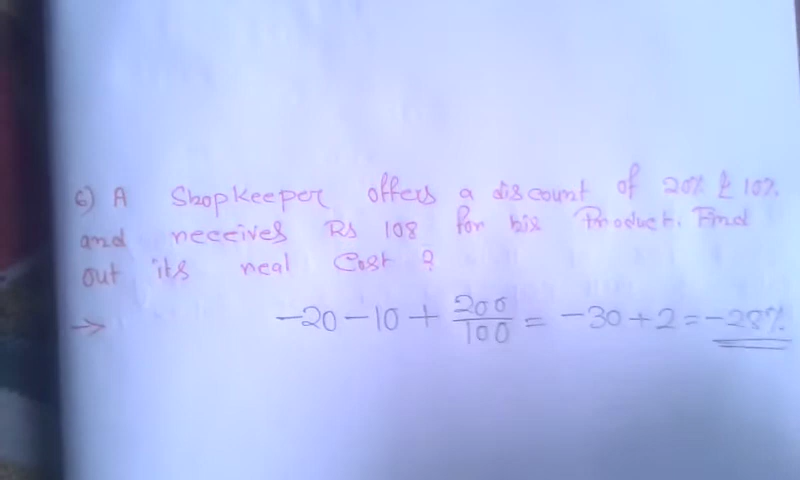 6) A Shopkeeper offers a discount of 20% & 10%
and receives Rs 108 for his Product. Find
out its real Cost ?
→ -20-10+200/100 = -30+2=-28%